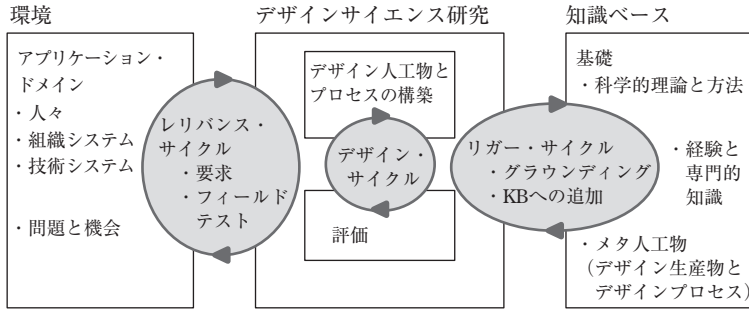 環境
アプリケーション・
ドメイン
・人々
・組織システム
・技術システム
・問題と機会
レリバンス・
サイクル
・要求
・フィールド
テスト
デザインサイエンス研究
デザイン人工物と
プロセスの構築
デザイン・
サイクル
評価
リガー・サイクル
・グラウンディング
・KBへの追加
知識ベース
基礎
・科学的理論と方法
・経験と
専門的
知識
・メタ人工物
（デザイン生産物と
デザインプロセス）